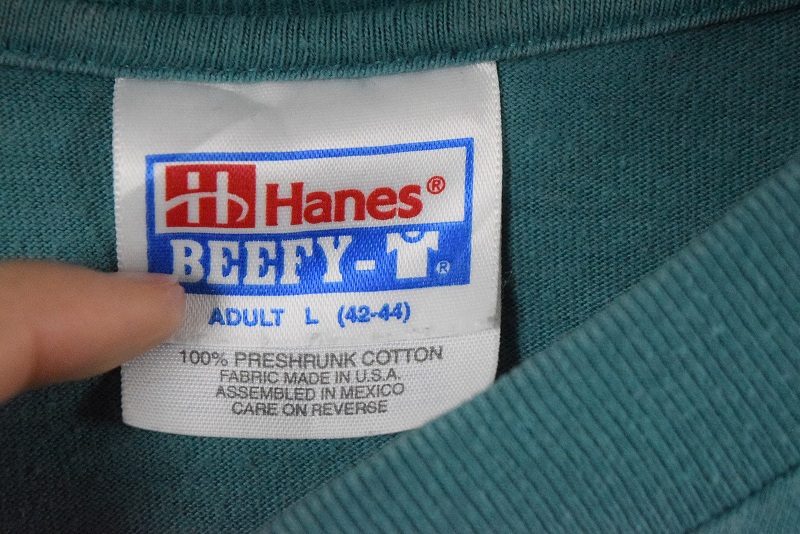 Hanes®
BEEFY-T®
ADULT L (42-44)
100% PRESHRUNK COTTON
FABRIC MADE IN U.S.A.
ASSEMBLED IN MEXICO
CARE ON REVERSE